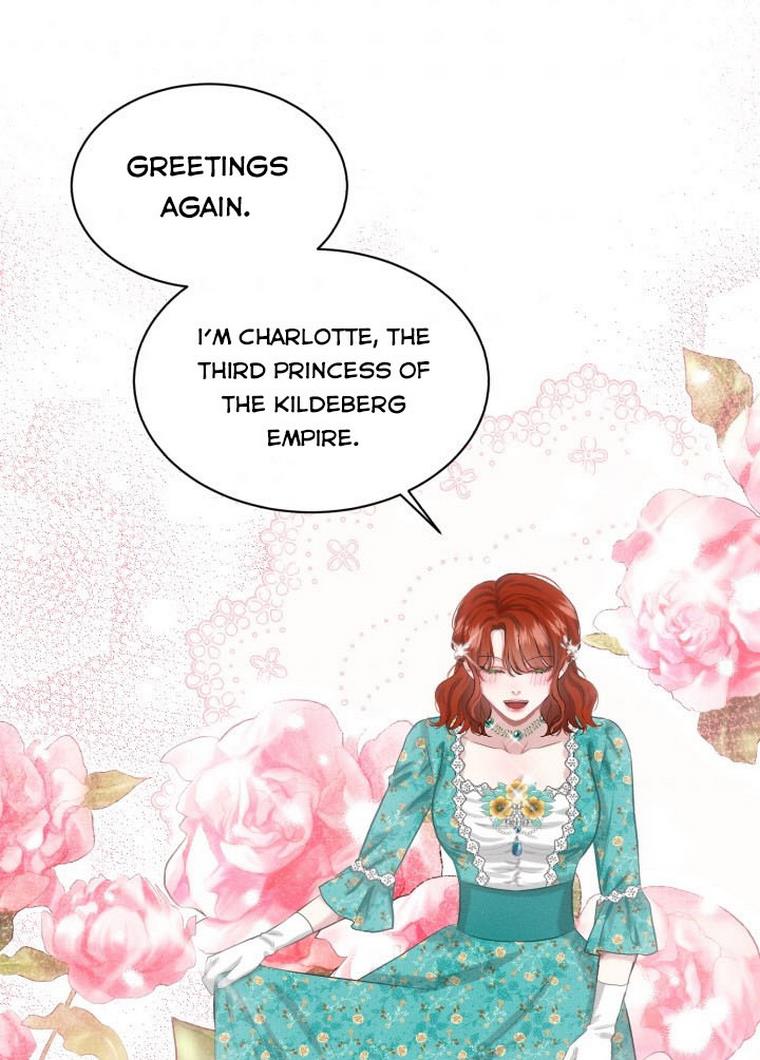 GREETINGS
AGAIN.
I'M CHARLOTTE, THE
THIRD PRINCESS OF
THE KILDEBERG
EMPIRE.